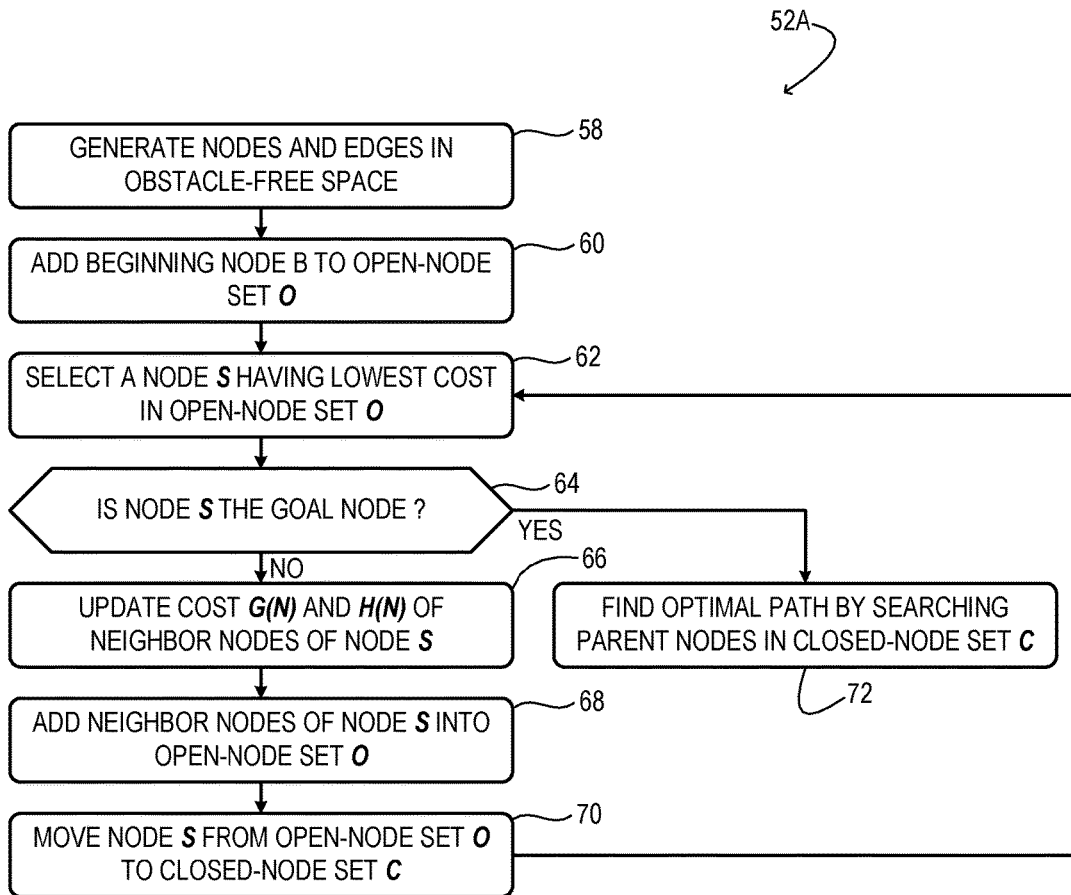 52A
58
GENERATE NODES AND EDGES IN
OBSTACLE-FREE SPACE
60
ADD BEGINNING NODE B TO OPEN-NODE
SET O
62
SELECT A NODE S HAVING LOWEST COST
IN OPEN-NODE SET O
64
IS NODE S THE GOAL NODE ?
YES
NO
66
UPDATE COST G(N) AND H(N) OF
NEIGHBOR NODES OF NODE S
FIND OPTIMAL PATH BY SEARCHING
PARENT NODES IN CLOSED-NODE SET C
72
68
ADD NEIGHBOR NODES OF NODE S INTO
OPEN-NODE SET O
70
MOVE NODE S FROM OPEN-NODE SET O
TO CLOSED-NODE SET C